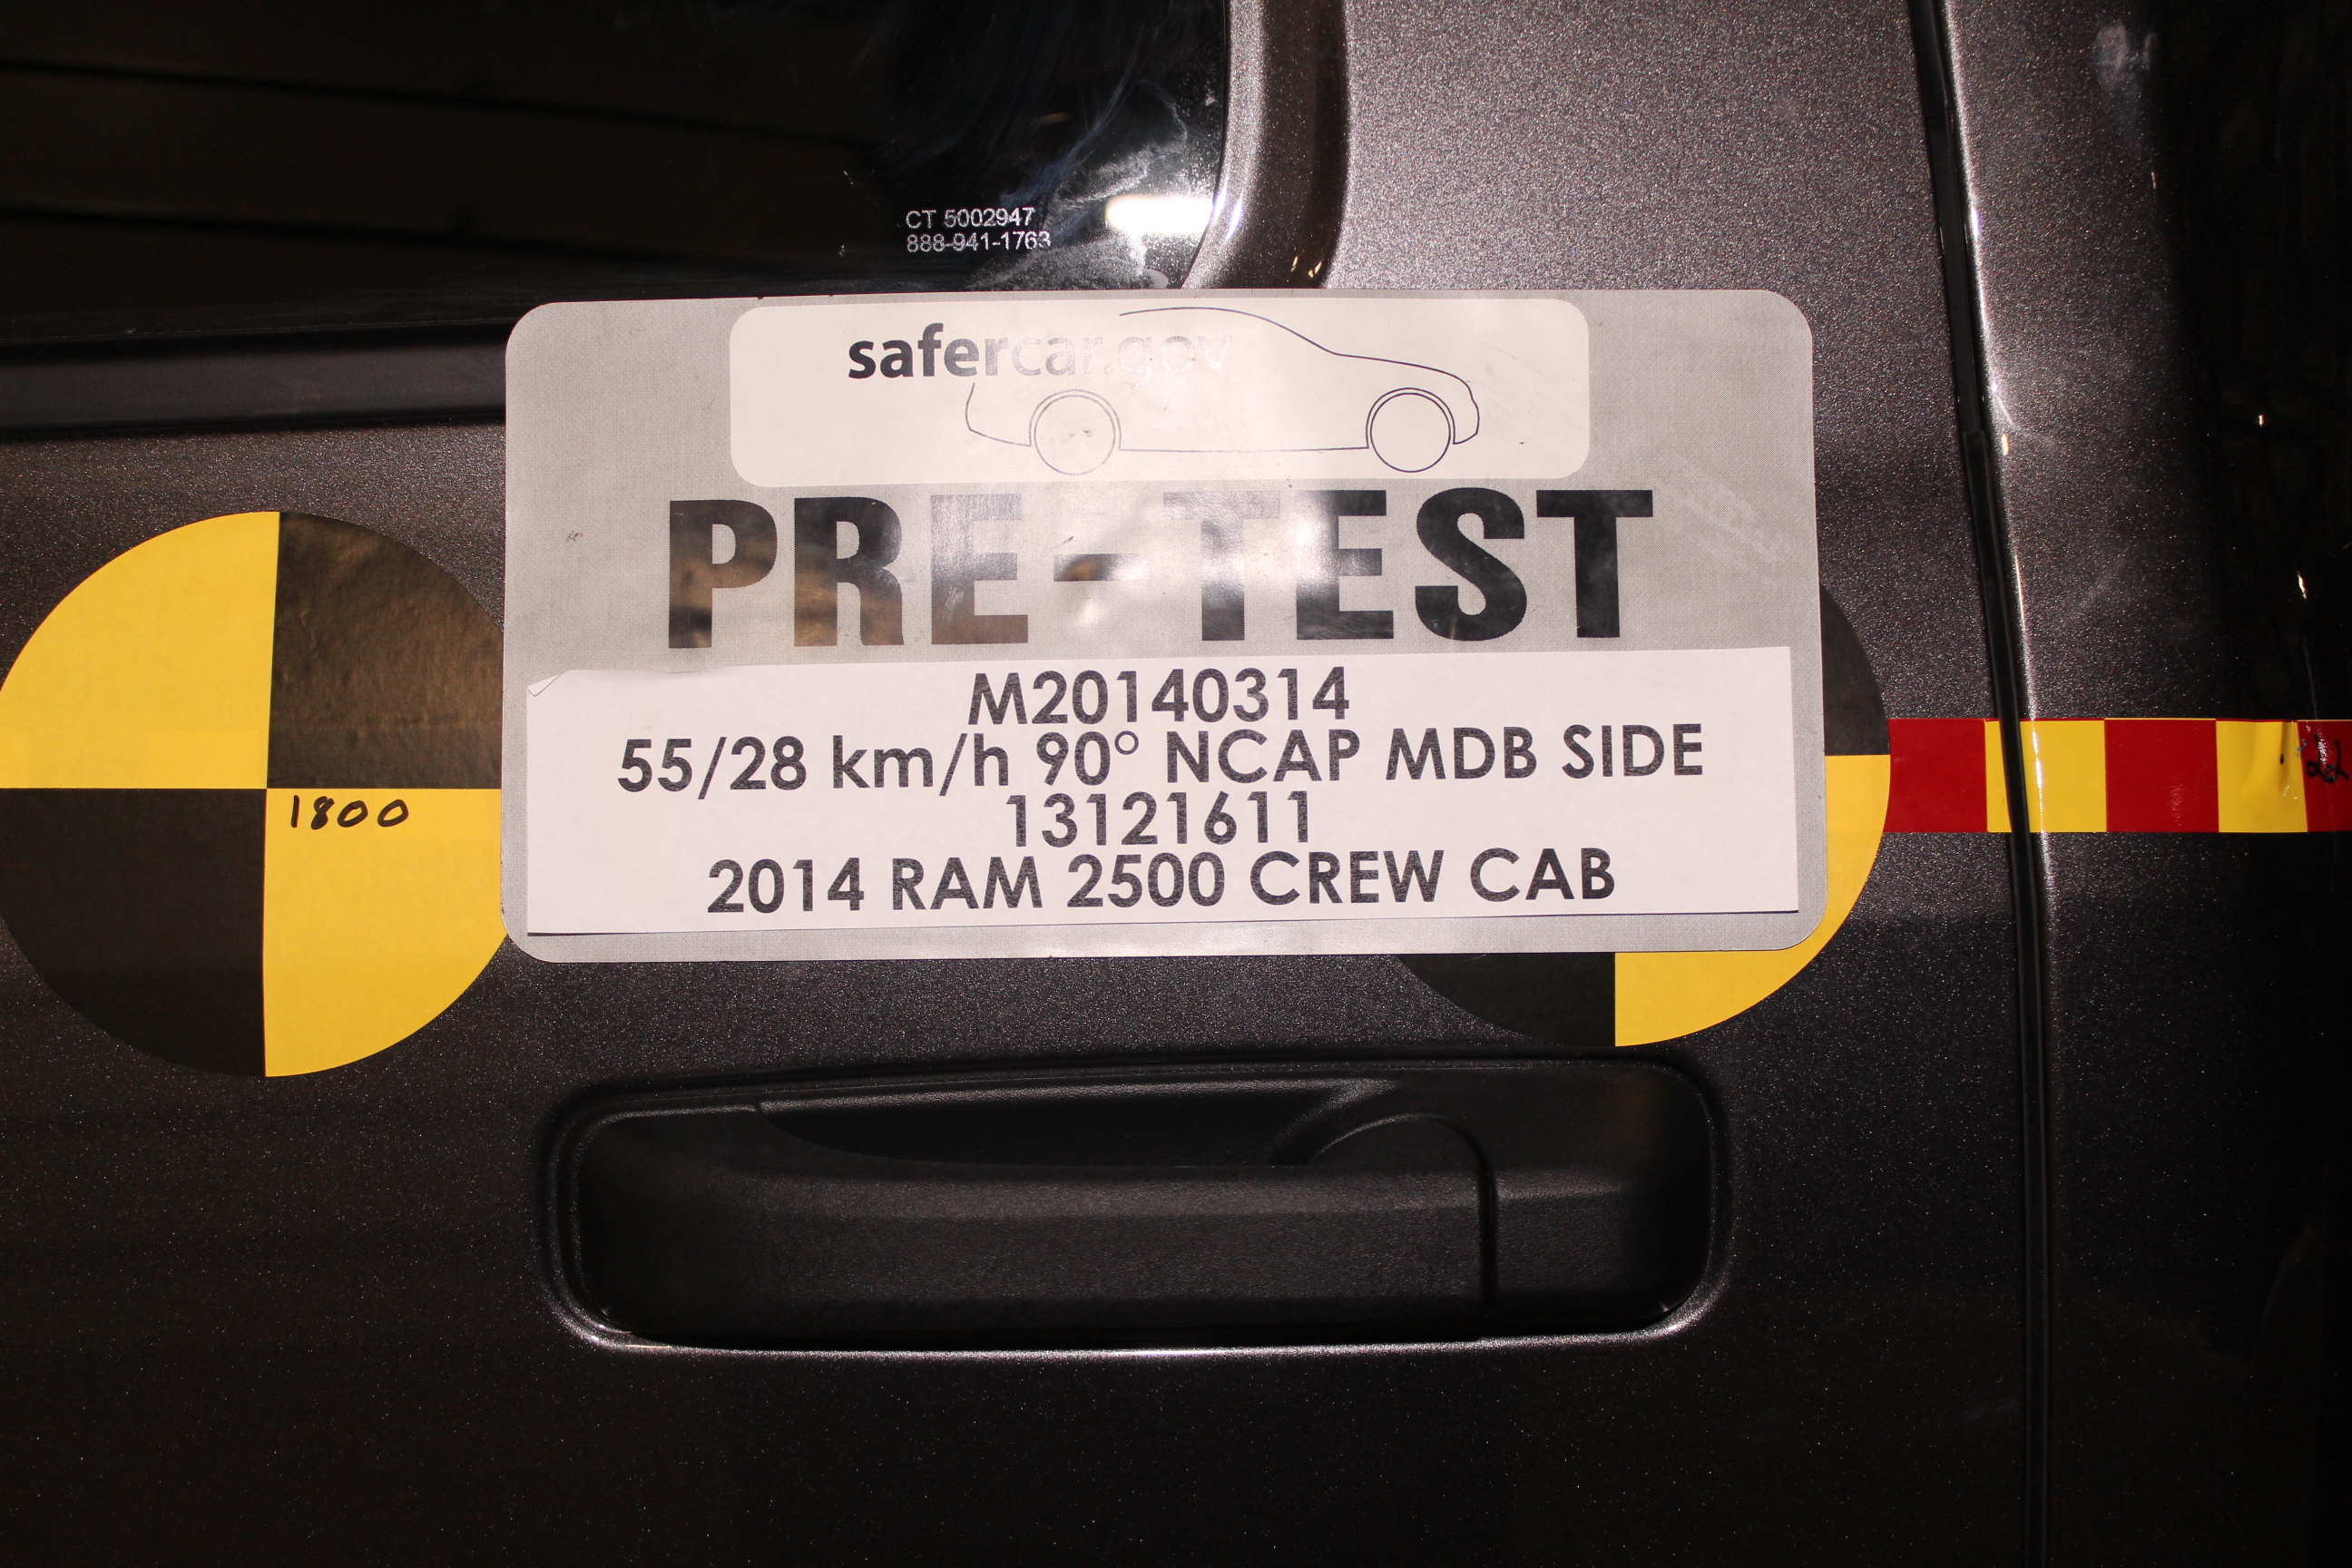 CT 5002947
888-941-1763
safercar.gov
PRE-TEST
M20140314
55/28 km/h 90° NCAP MDB SIDE
13121611
2014 RAM 2500 CREW CAB
1800